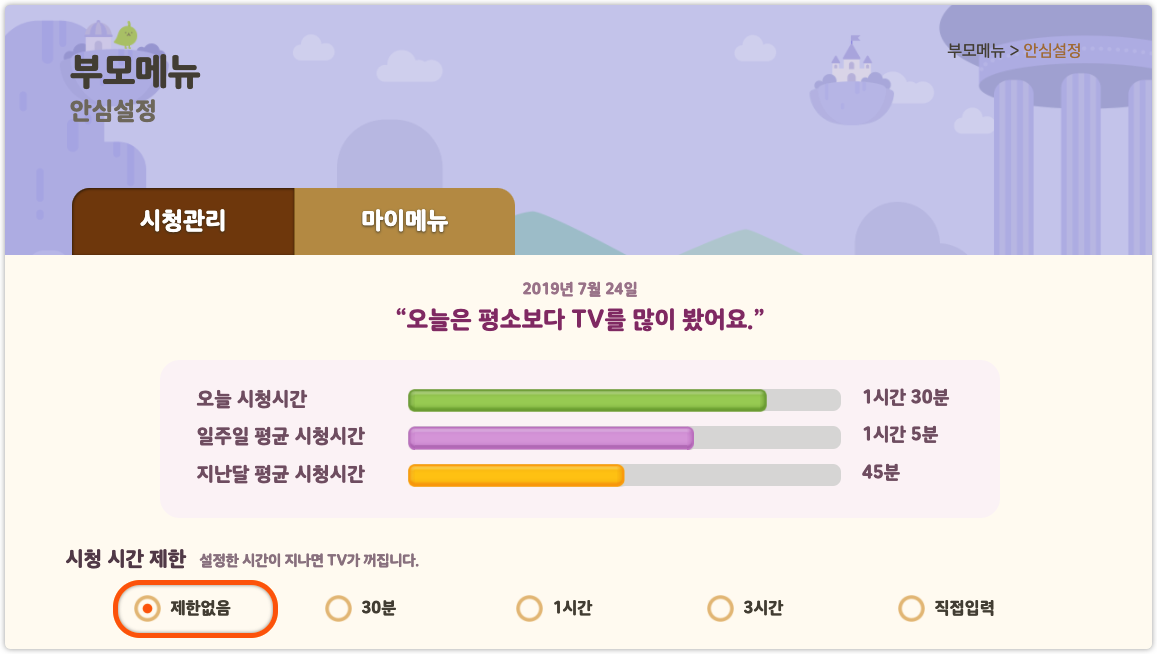 부모메뉴
안심설정
부모메뉴 > 안심설정
시청관리
마이메뉴
2019년 7월 24일
“오늘은 평소보다 TV를 많이 봤어요.”
오늘 시청시간 1시간 30분
일주일 평균 시청시간 1시간 5분
지난달 평균 시청시간 45분
시청 시간 제한 설정한 시간이 지나면 TV가 꺼집니다.
제한없음 30분 1시간 3시간 직접입력